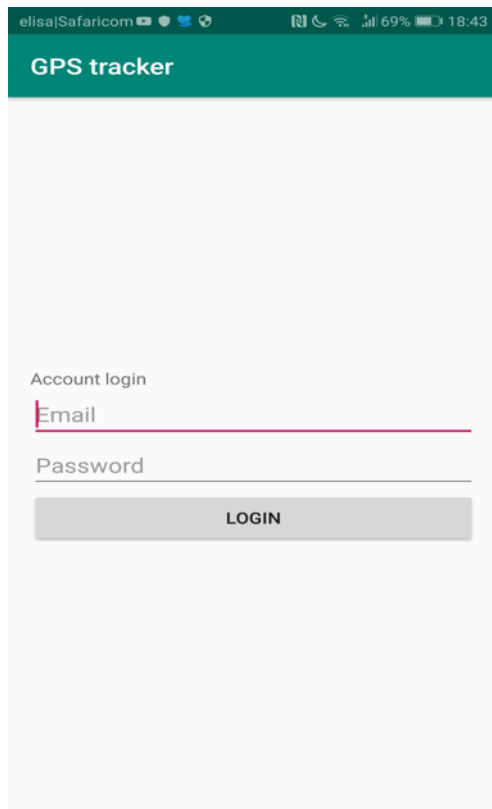 elisa|Safaricom 69% 18:43
GPS tracker
Account login
Email
Password
LOGIN